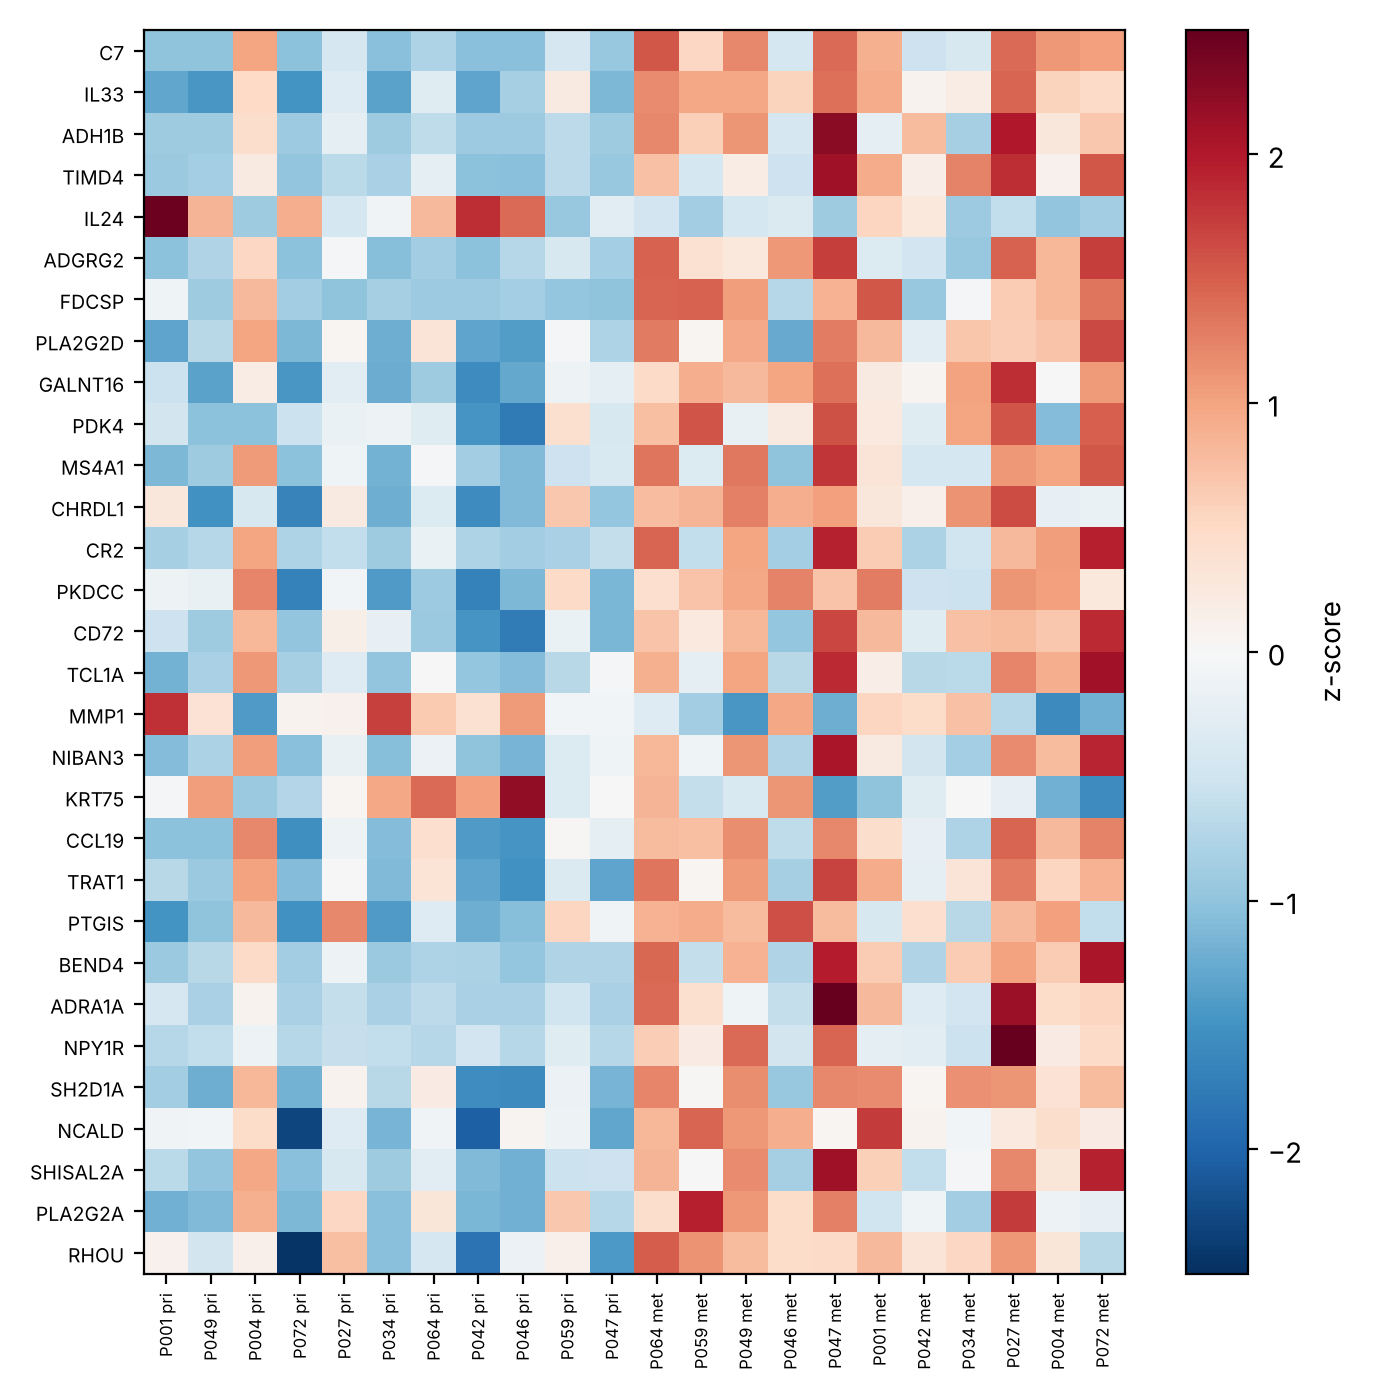 C7
IL33
ADH1B
TIMD4
IL24
ADGRG2
FDCSP
PLA2G2D
GALNT16
PDK4
MS4A1
CHRDL1
CR2
PKDCC
CD72
TCL1A
MMP1
NIBAN3
KRT75
CCL19
TRAT1
PTGIS
BEND4
ADRA1A
NPY1R
SH2D1A
NCALD
SHISAL2A
PLA2G2A
RHOU
P001 pri
P049 pri
P004 pri
P072 pri
P027 pri
P034 pri
P064 pri
P042 pri
P046 pri
P059 pri
P047 pri
P064 met
P059 met
P049 met
P046 met
P047 met
P001 met
P042 met
P034 met
P027 met
P004 met
P072 met
2
1
0
−1
−2
z-score